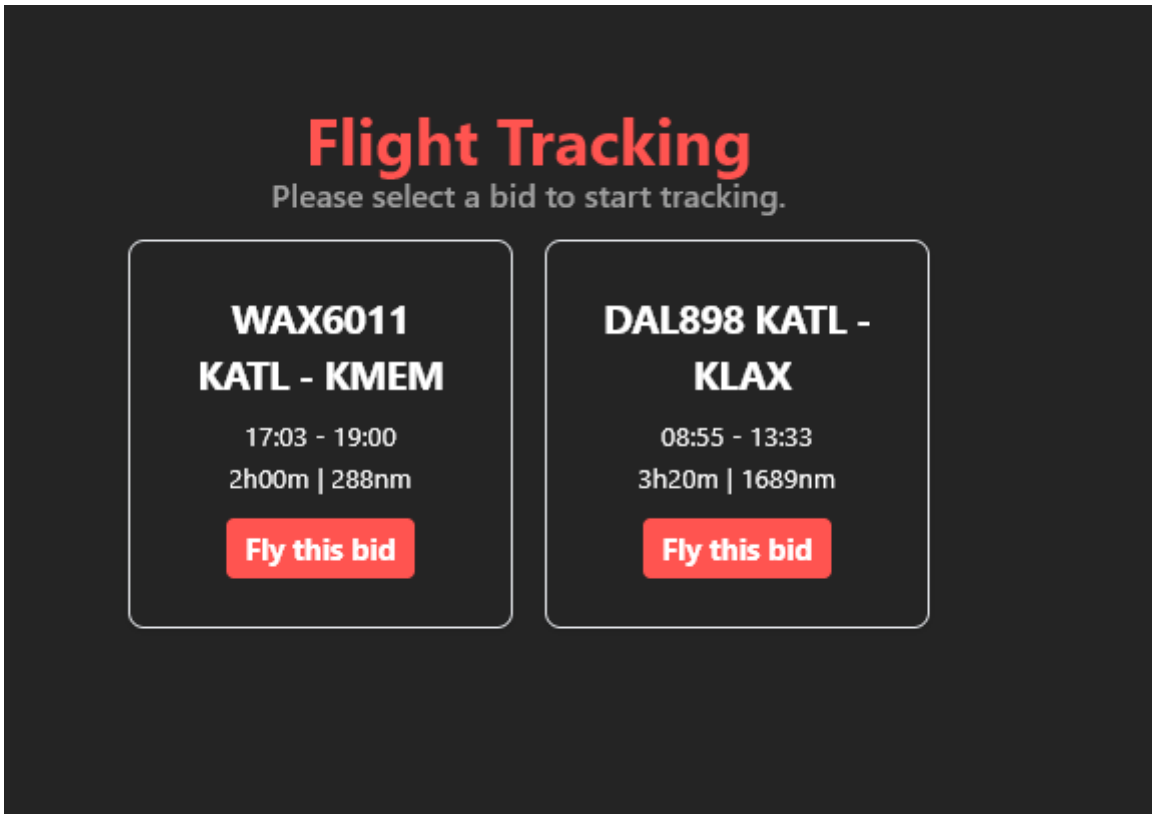 Flight Tracking
Please select a bid to start tracking.
WAX6011
KATL - KMEM
17:03 - 19:00
2h00m | 288nm
Fly this bid
DAL898 KATL -
KLAX
08:55 - 13:33
3h20m | 1689nm
Fly this bid